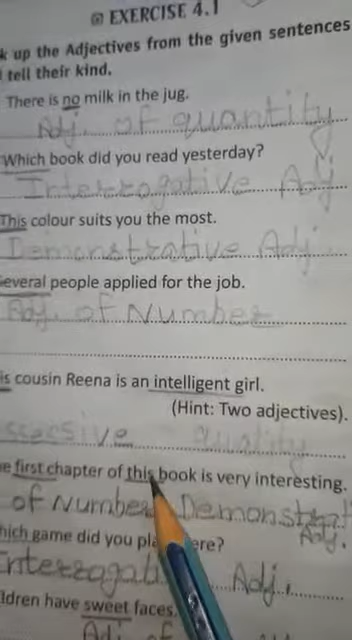 EXERCISE 4.1
k up the Adjectives from the given sentences
tell their kind.
There is no milk in the jug.
Adj. of quantity
Which book did you read yesterday?
Interrogative Adj
This colour suits you the most.
Demonstrative Adj.
everal people applied for the job.
Adj. of Number
is cousin Reena is an intelligent girl.
(Hint: Two adjectives).
ssessive quality
e first chapter of this book is very interesting.
of Number Demonstrat
Adj.
hich game did you pla ere?
Interrogati Adj.
ldren have sweet faces.
Adj. of